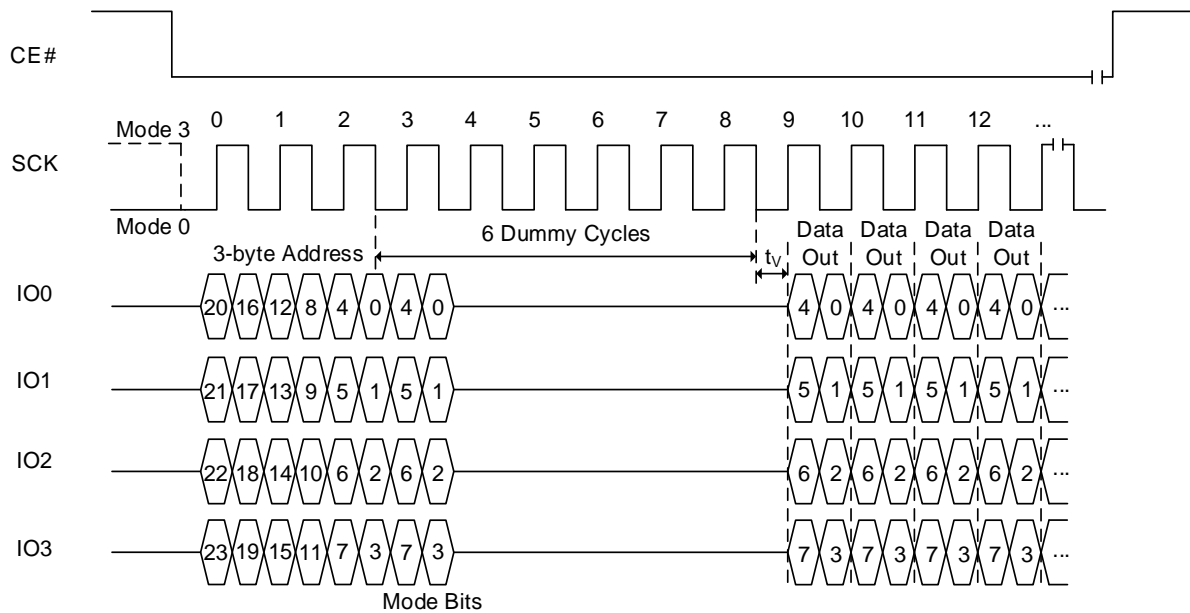 CE#
Mode 3 0 1 2 3 4 5 6 7 8 9 10 11 12 ...
SCK
Mode 0
3-byte Address 6 Dummy Cycles tV Data Out Data Out Data Out Data Out
IO0 20 16 12 8 4 0 4 0 4 0 4 0 4 0 4 0 ...
IO1 21 17 13 9 5 1 5 1 5 1 5 1 5 1 5 1 ...
IO2 22 18 14 10 6 2 6 2 6 2 6 2 6 2 6 2 ...
IO3 23 19 15 11 7 3 7 3 7 3 7 3 7 3 7 3 ...
Mode Bits